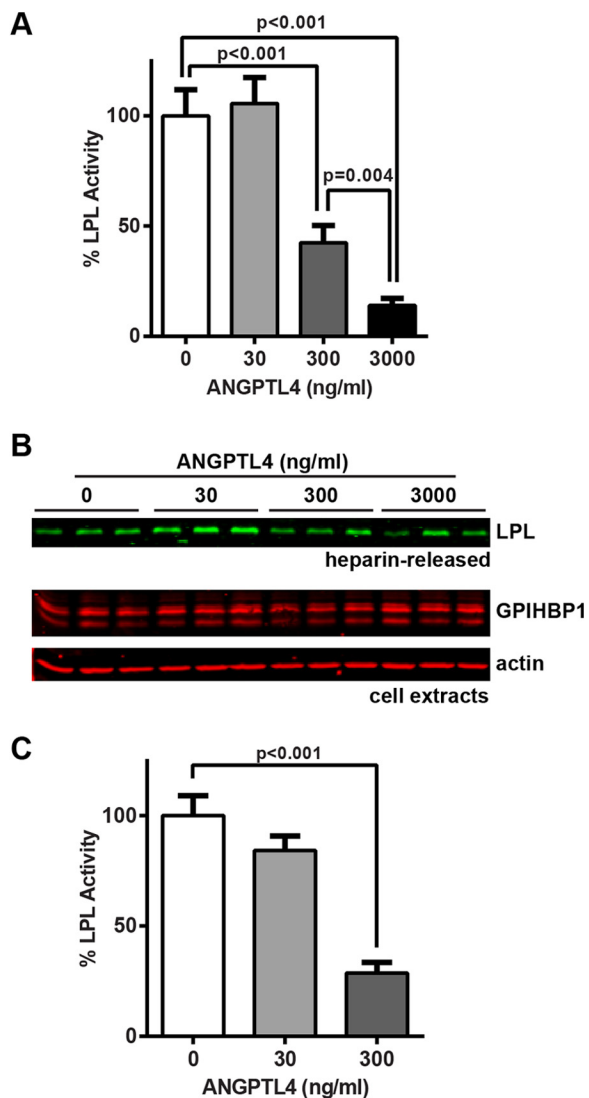 A
p<0.001
p<0.001
p=0.004
% LPL Activity
100
50
0
0 30 300 3000
ANGPTL4 (ng/ml)
B
ANGPTL4 (ng/ml)
0 30 300 3000
LPL
heparin-released
GPIHBP1
actin
cell extracts
C
p<0.001
% LPL Activity
100
50
0
0 30 300
ANGPTL4 (ng/ml)